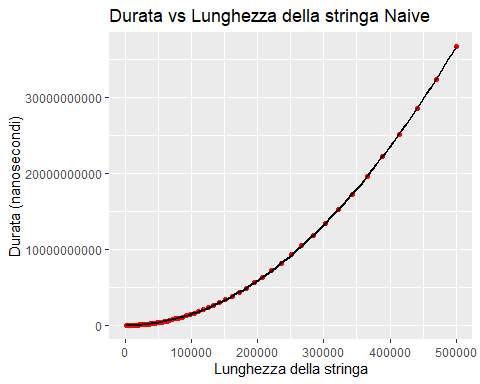 Durata vs Lunghezza della stringa Naive
Durata (nanosecondi)
30000000000
20000000000
10000000000
0
0 100000 200000 300000 400000 500000
Lunghezza della stringa